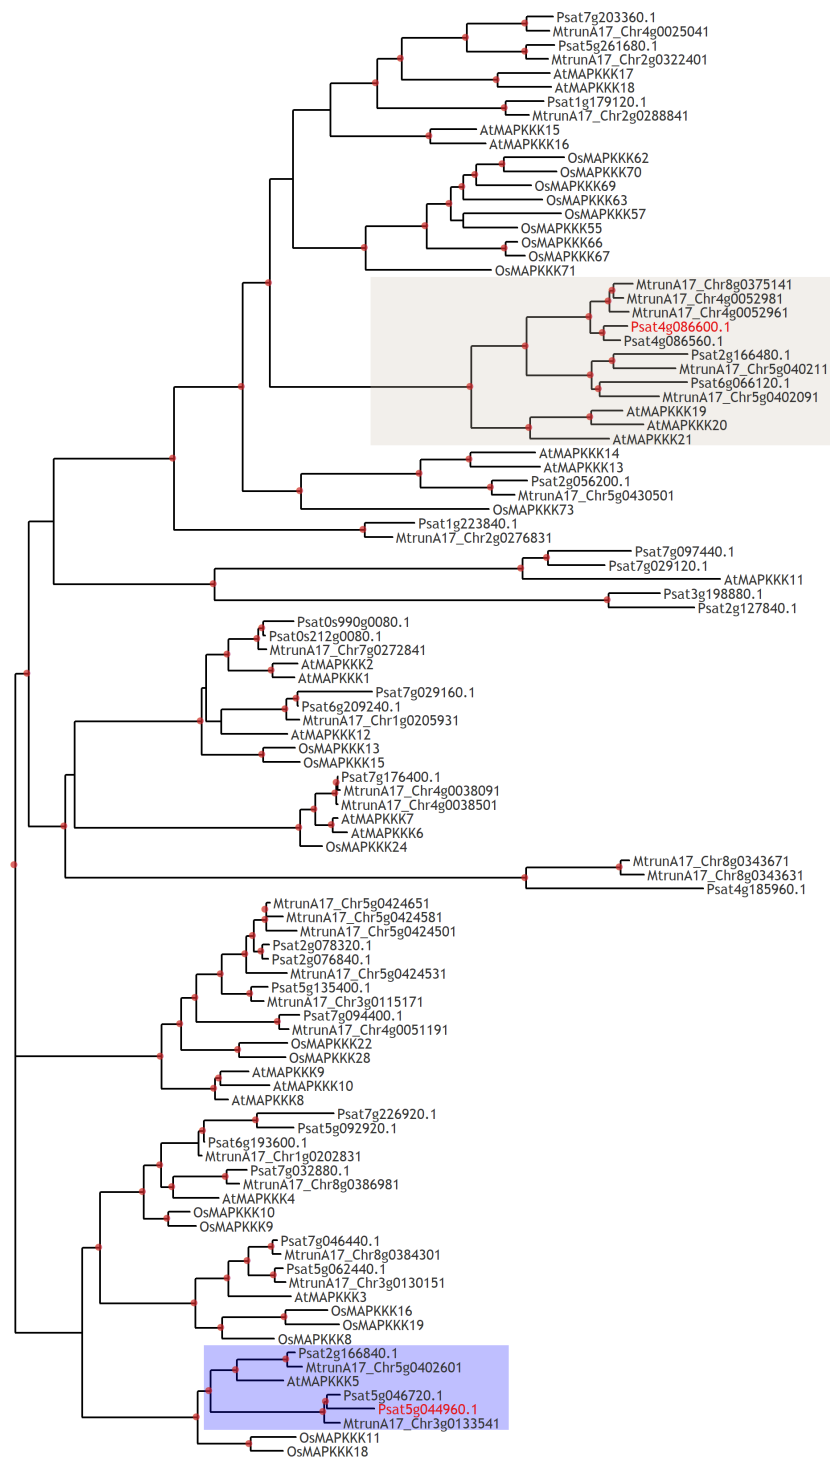 Psat7g203360.1
MtrunA17_Chr4g0025041
Psat5g261680.1
MtrunA17_Chr2g0322401
AtMAPKKK17
AtMAPKKK18
Psat1g179120.1
MtrunA17_Chr2g0288841
AtMAPKKK15
AtMAPKKK16
OsMAPKKK62
OsMAPKKK70
OsMAPKKK69
OsMAPKKK63
OsMAPKKK57
OsMAPKKK55
OsMAPKKK66
OsMAPKKK67
OsMAPKKK71
MtrunA17_Chr8g0375141
MtrunA17_Chr4g0052981
MtrunA17_Chr4g0052961
Psat4g086600.1
Psat4g086560.1
Psat2g166480.1
MtrunA17_Chr5g040211
Psat6g066120.1
MtrunA17_Chr5g0402091
AtMAPKKK19
AtMAPKKK20
AtMAPKKK21
AtMAPKKK14
AtMAPKKK13
Psat2g056200.1
MtrunA17_Chr5g0430501
OsMAPKKK73
Psat1g223840.1
MtrunA17_Chr2g0276831
Psat7g097440.1
Psat7g029120.1
AtMAPKKK11
Psat3g198880.1
Psat2g127840.1
Psat0s990g0080.1
Psat0s212g0080.1
MtrunA17_Chr7g0272841
AtMAPKKK2
AtMAPKKK1
Psat7g029160.1
Psat6g209240.1
MtrunA17_Chr1g0205931
AtMAPKKK12
OsMAPKKK13
OsMAPKKK15
Psat7g176400.1
MtrunA17_Chr4g0038091
MtrunA17_Chr4g0038501
AtMAPKKK7
AtMAPKKK6
OsMAPKKK24
MtrunA17_Chr8g0343671
MtrunA17_Chr8g0343631
Psat4g185960.1
MtrunA17_Chr5g0424651
MtrunA17_Chr5g0424581
MtrunA17_Chr5g0424501
Psat2g078320.1
Psat2g076840.1
MtrunA17_Chr5g0424531
Psat5g135400.1
MtrunA17_Chr3g0115171
Psat7g094400.1
MtrunA17_Chr4g0051191
OsMAPKKK22
OsMAPKKK28
AtMAPKKK9
AtMAPKKK10
AtMAPKKK8
Psat7g226920.1
Psat5g092920.1
Psat6g193600.1
MtrunA17_Chr1g0202831
Psat7g032880.1
MtrunA17_Chr8g0386981
AtMAPKKK4
OsMAPKKK10
OsMAPKKK9
Psat7g046440.1
MtrunA17_Chr8g0384301
Psat5g062440.1
MtrunA17_Chr3g0130151
AtMAPKKK3
OsMAPKKK16
OsMAPKKK19
OsMAPKKK8
Psat2g166840.1
MtrunA17_Chr5g0402601
AtMAPKKK5
Psat5g046720.1
Psat5g044960.1
MtrunA17_Chr3g0133541
OsMAPKKK11
OsMAPKKK18